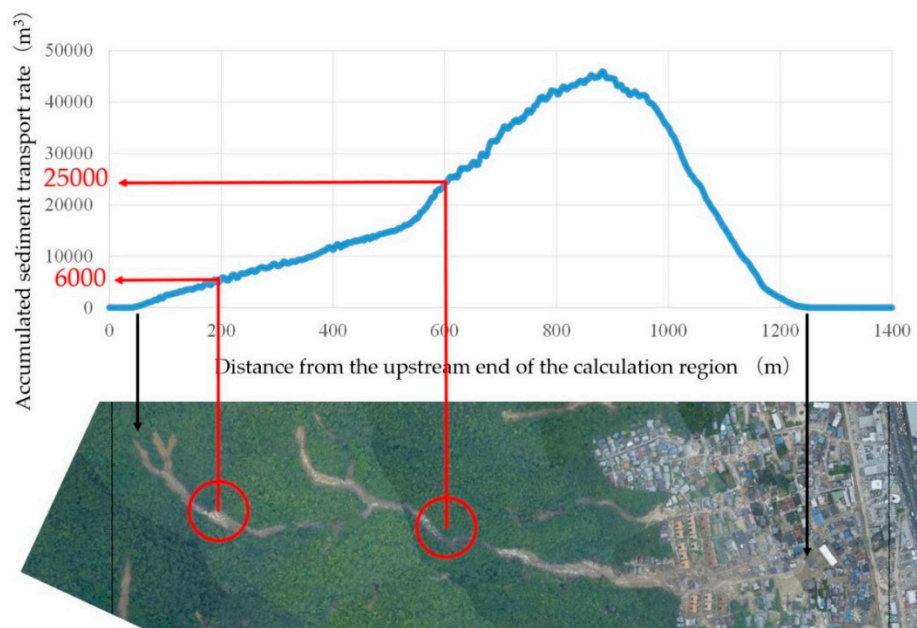 Accumulated sediment transport rate (m³)
50000
40000
30000
25000
20000
10000
6000
0
0 200 400 600 800 1000 1200 1400
Distance from the upstream end of the calculation region (m)